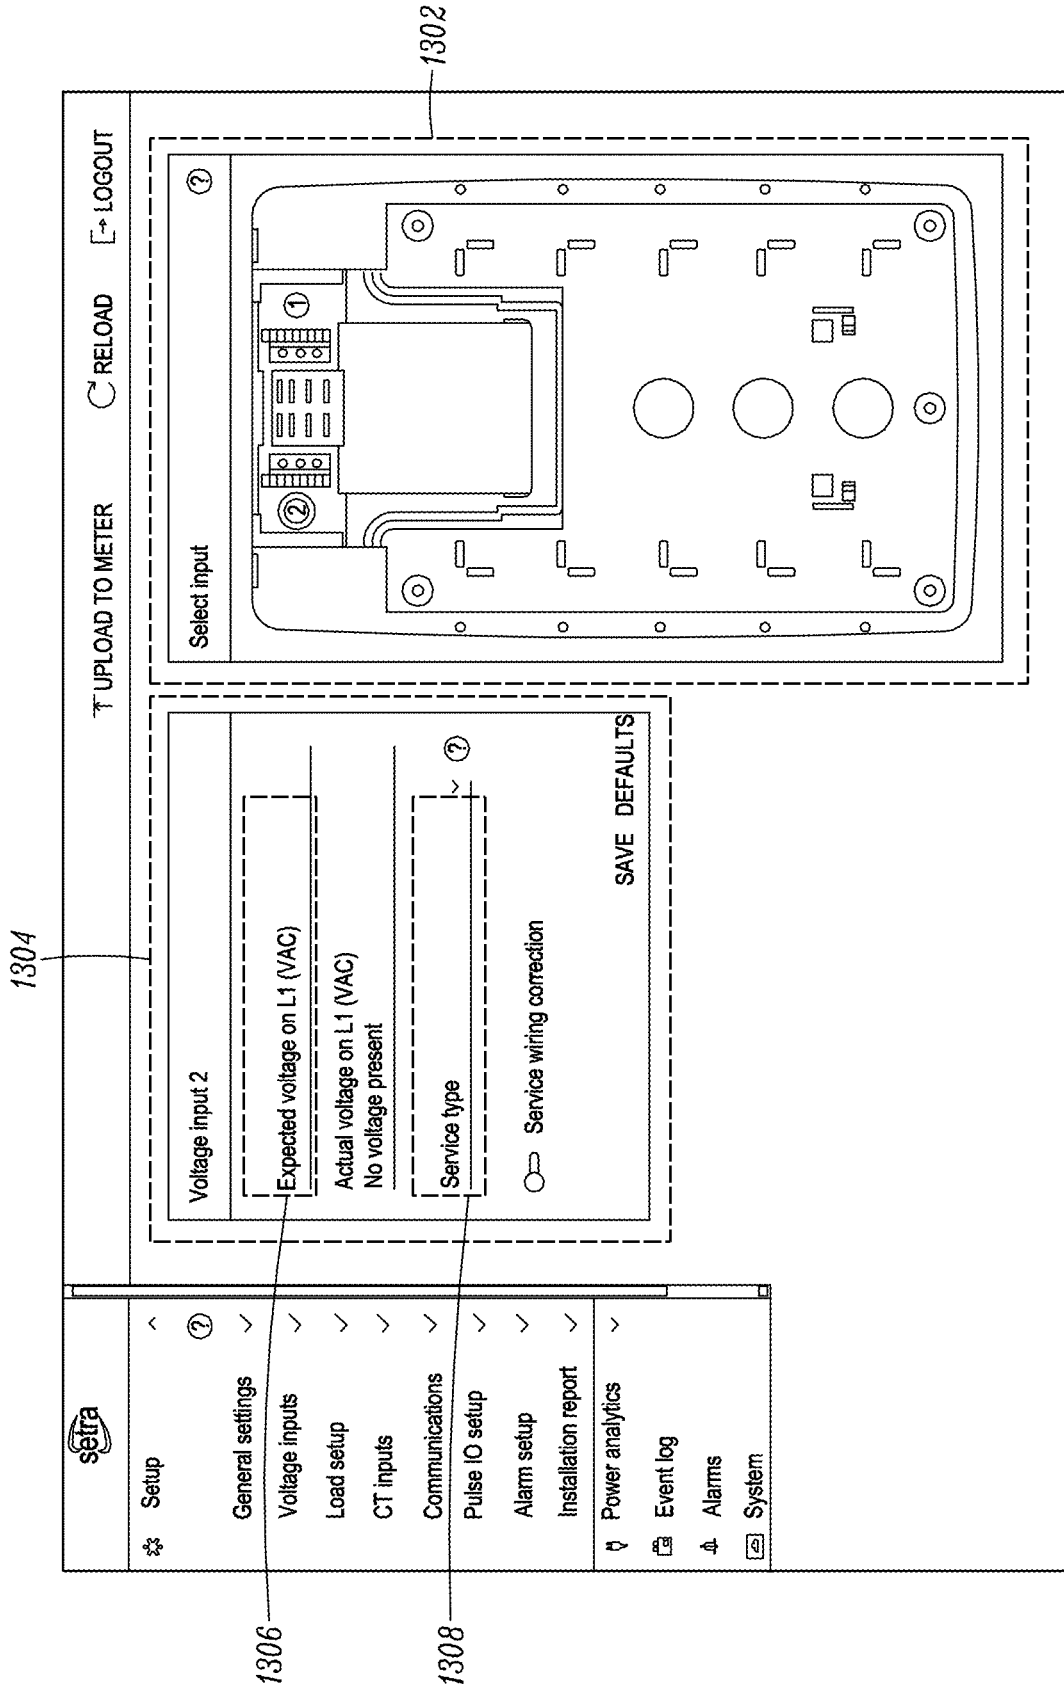 setra
UPLOAD TO METER
RELOAD
LOGOUT
Setup
?
General settings
Voltage inputs
Load setup
CT inputs
Communications
Pulse IO setup
Alarm setup
Installation report
Power analytics
Event log
Alarms
System
Voltage input 2
Expected voltage on L1 (VAC)
Actual voltage on L1 (VAC)
No voltage present
Service type
?
Service wiring correction
SAVE DEFAULTS
Select input
?
2
1
1302
1304
1306
1308